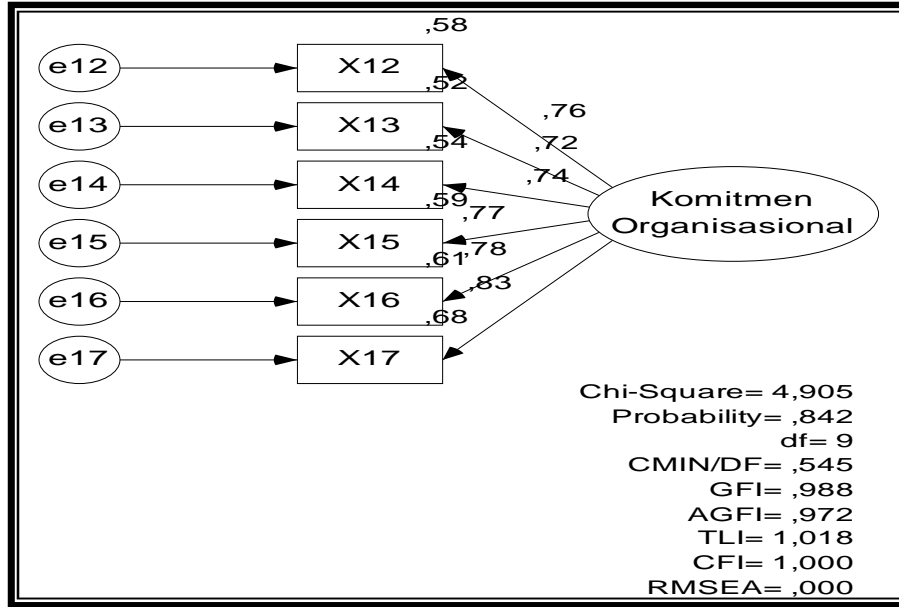 ,58
e12
X12
,52
,76
e13
X13
,72
,54
,74
e14
X14
Komitmen
Organisasional
,59
,77
e15
X15
,61
,78
e16
X16
,83
,68
e17
X17
Chi-Square= 4,905
Probability= ,842
df= 9
CMIN/DF= ,545
GFI= ,988
AGFI= ,972
TLI= 1,018
CFI= 1,000
RMSEA= ,000